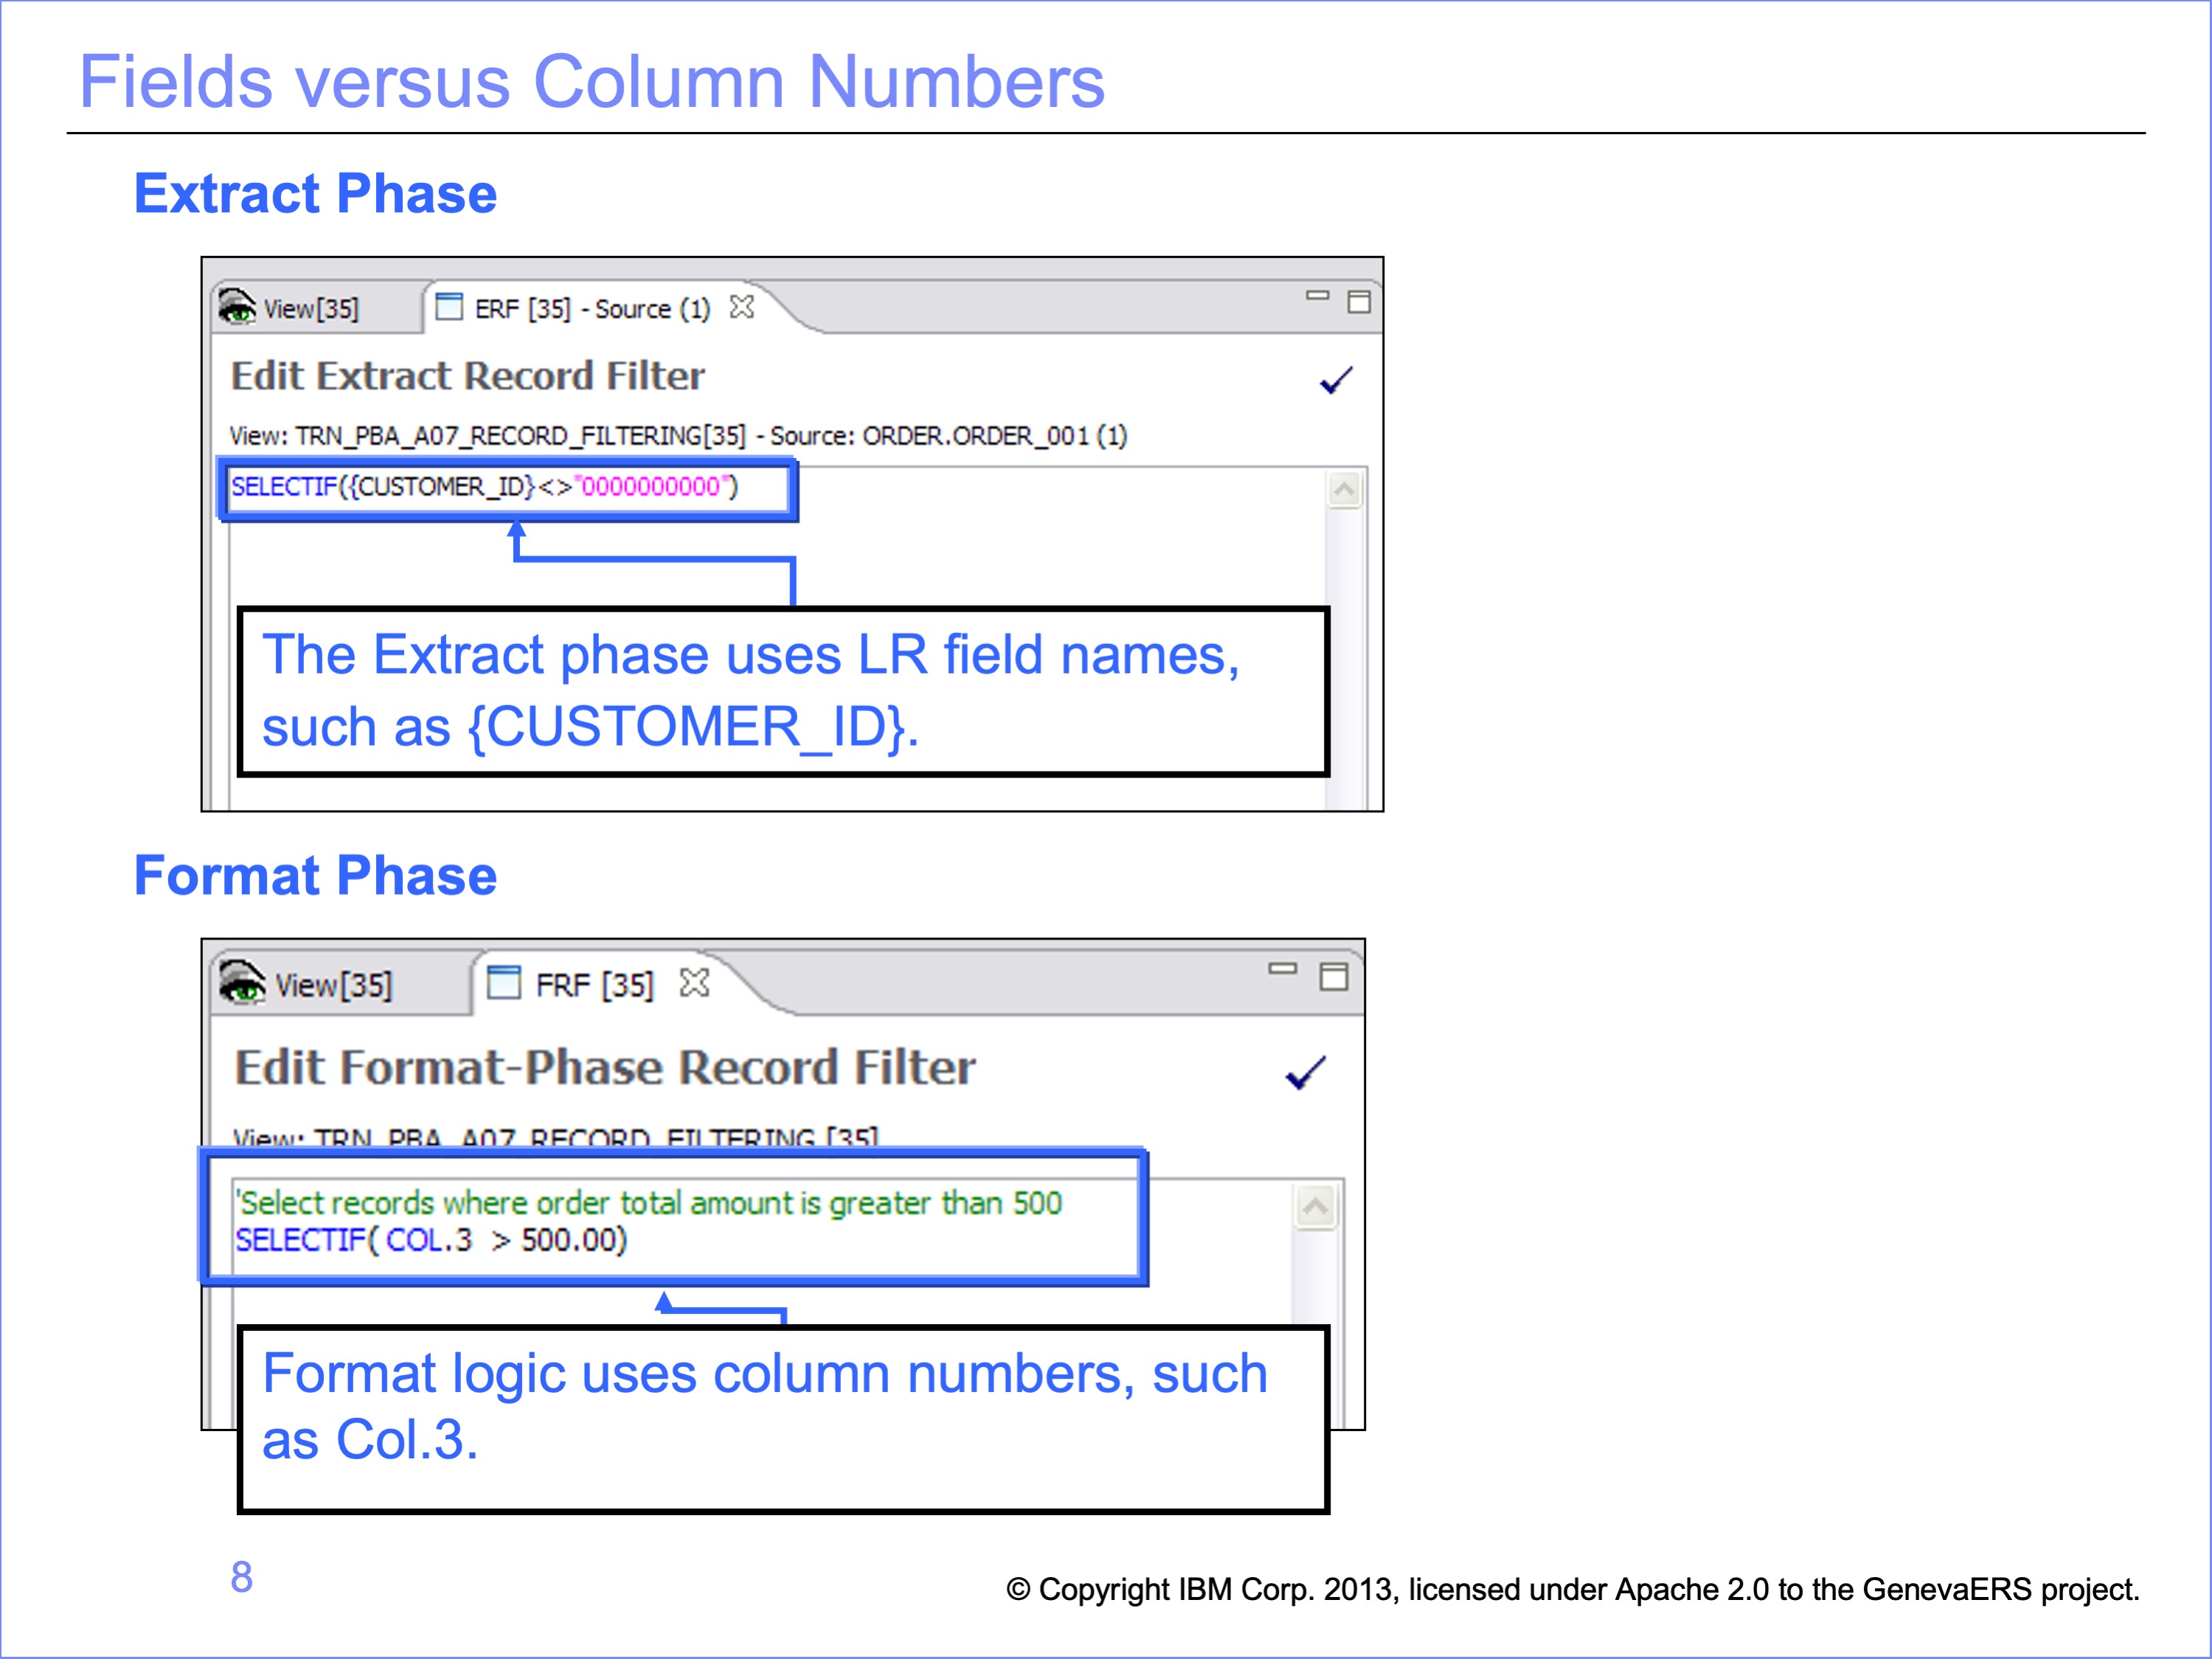 Fields versus Column Numbers
Extract Phase
View[35]
ERF [35] - Source (1)
Edit Extract Record Filter
View: TRN_PBA_A07_RECORD_FILTERING[35] - Source: ORDER.ORDER_001 (1)
SELECTIF({CUSTOMER_ID}<>"0000000000")
The Extract phase uses LR field names,
such as {CUSTOMER_ID}.
Format Phase
View[35]
FRF [35]
Edit Format-Phase Record Filter
View: TRN_PBA_A07_RECORD_FILTERING [35]
'Select records where order total amount is greater than 500
SELECTIF( COL.3 > 500.00)
Format logic uses column numbers, such
as Col.3.
8
© Copyright IBM Corp. 2013, licensed under Apache 2.0 to the GenevaERS project.